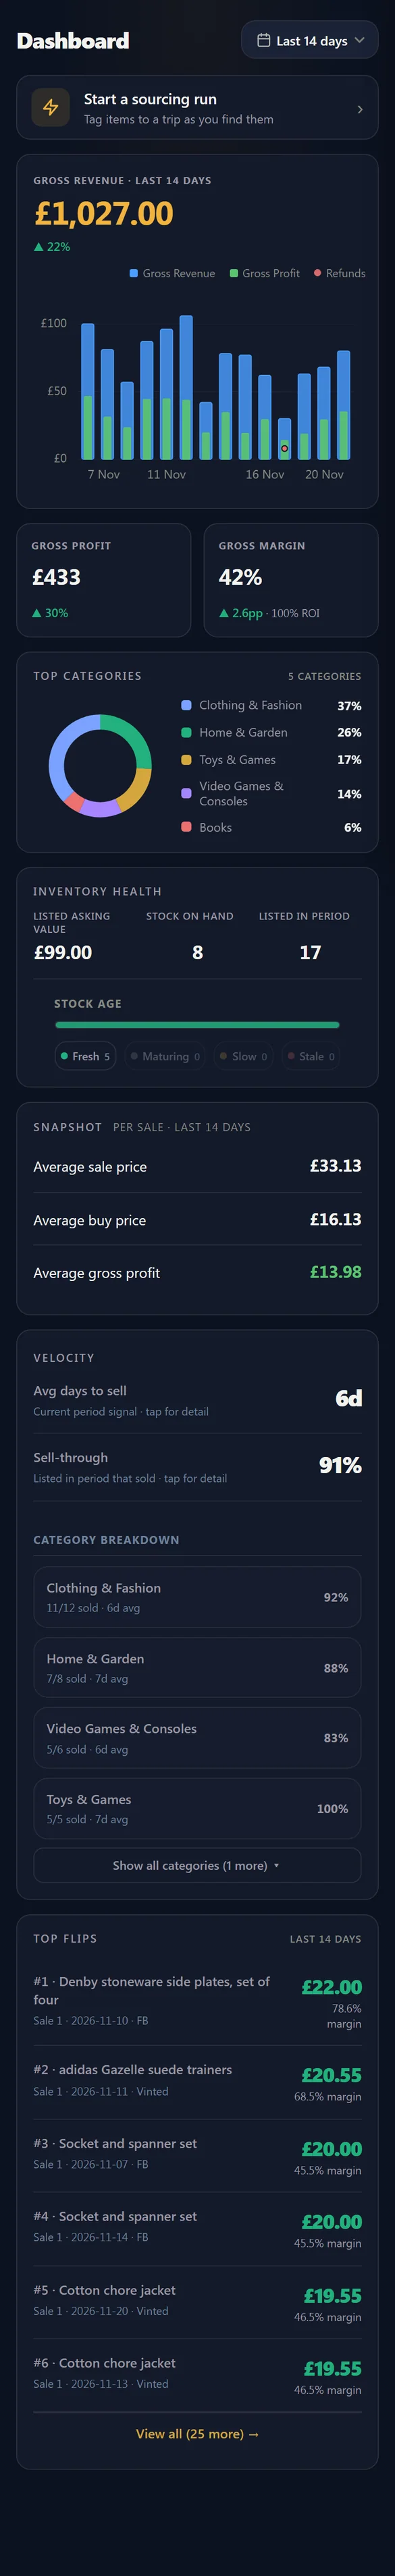 Dashboard
Last 14 days
Start a sourcing run
Tag items to a trip as you find them
GROSS REVENUE · LAST 14 DAYS
£1,027.00
▲ 22%
Gross Revenue
Gross Profit
Refunds
£100
£50
£0
7 Nov
11 Nov
16 Nov
20 Nov
GROSS PROFIT
£433
▲ 30%
GROSS MARGIN
42%
▲ 2.6pp · 100% ROI
TOP CATEGORIES
5 CATEGORIES
Clothing & Fashion
37%
Home & Garden
26%
Toys & Games
17%
Video Games &
Consoles
14%
Books
6%
INVENTORY HEALTH
LISTED ASKING
VALUE
£99.00
STOCK ON HAND
8
LISTED IN PERIOD
17
STOCK AGE
Fresh 5
Maturing 0
Slow 0
Stale 0
SNAPSHOT PER SALE · LAST 14 DAYS
Average sale price
£33.13
Average buy price
£16.13
Average gross profit
£13.98
VELOCITY
Avg days to sell
Current period signal · tap for detail
6d
Sell-through
Listed in period that sold · tap for detail
91%
CATEGORY BREAKDOWN
Clothing & Fashion
11/12 sold · 6d avg
92%
Home & Garden
7/8 sold · 7d avg
88%
Video Games & Consoles
5/6 sold · 6d avg
83%
Toys & Games
5/5 sold · 7d avg
100%
Show all categories (1 more) ▾
TOP FLIPS
LAST 14 DAYS
#1 · Denby stoneware side plates, set of
four
Sale 1 · 2026-11-10 · FB
£22.00
78.6%
margin
#2 · adidas Gazelle suede trainers
Sale 1 · 2026-11-11 · Vinted
£20.55
68.5% margin
#3 · Socket and spanner set
Sale 1 · 2026-11-07 · FB
£20.00
45.5% margin
#4 · Socket and spanner set
Sale 1 · 2026-11-14 · FB
£20.00
45.5% margin
#5 · Cotton chore jacket
Sale 1 · 2026-11-20 · Vinted
£19.55
46.5% margin
#6 · Cotton chore jacket
Sale 1 · 2026-11-13 · Vinted
£19.55
46.5% margin
View all (25 more) →